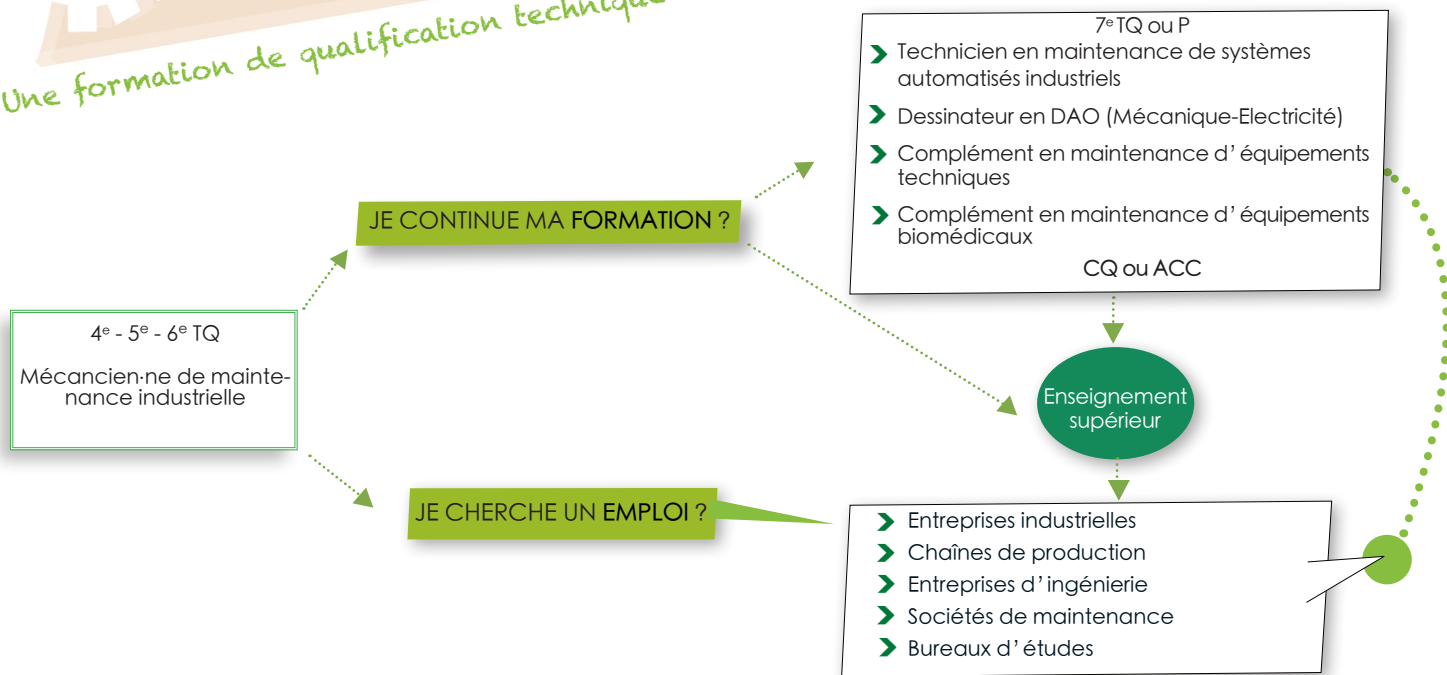 Une formation de qualification technique
7e TQ ou P
Technicien en maintenance de systèmes
automatisés industriels
Dessinateur en DAO (Mécanique-Electricité)
Complément en maintenance d’ équipements
techniques
Complément en maintenance d’ équipements
biomédicaux
CQ ou ACC
JE CONTINUE MA FORMATION ?
4e - 5e - 6e TQ
Mécancien·ne de mainte-
nance industrielle
Enseignement
supérieur
JE CHERCHE UN EMPLOI ?
Entreprises industrielles
Chaînes de production
Entreprises d’ ingénierie
Sociétés de maintenance
Bureaux d’ études